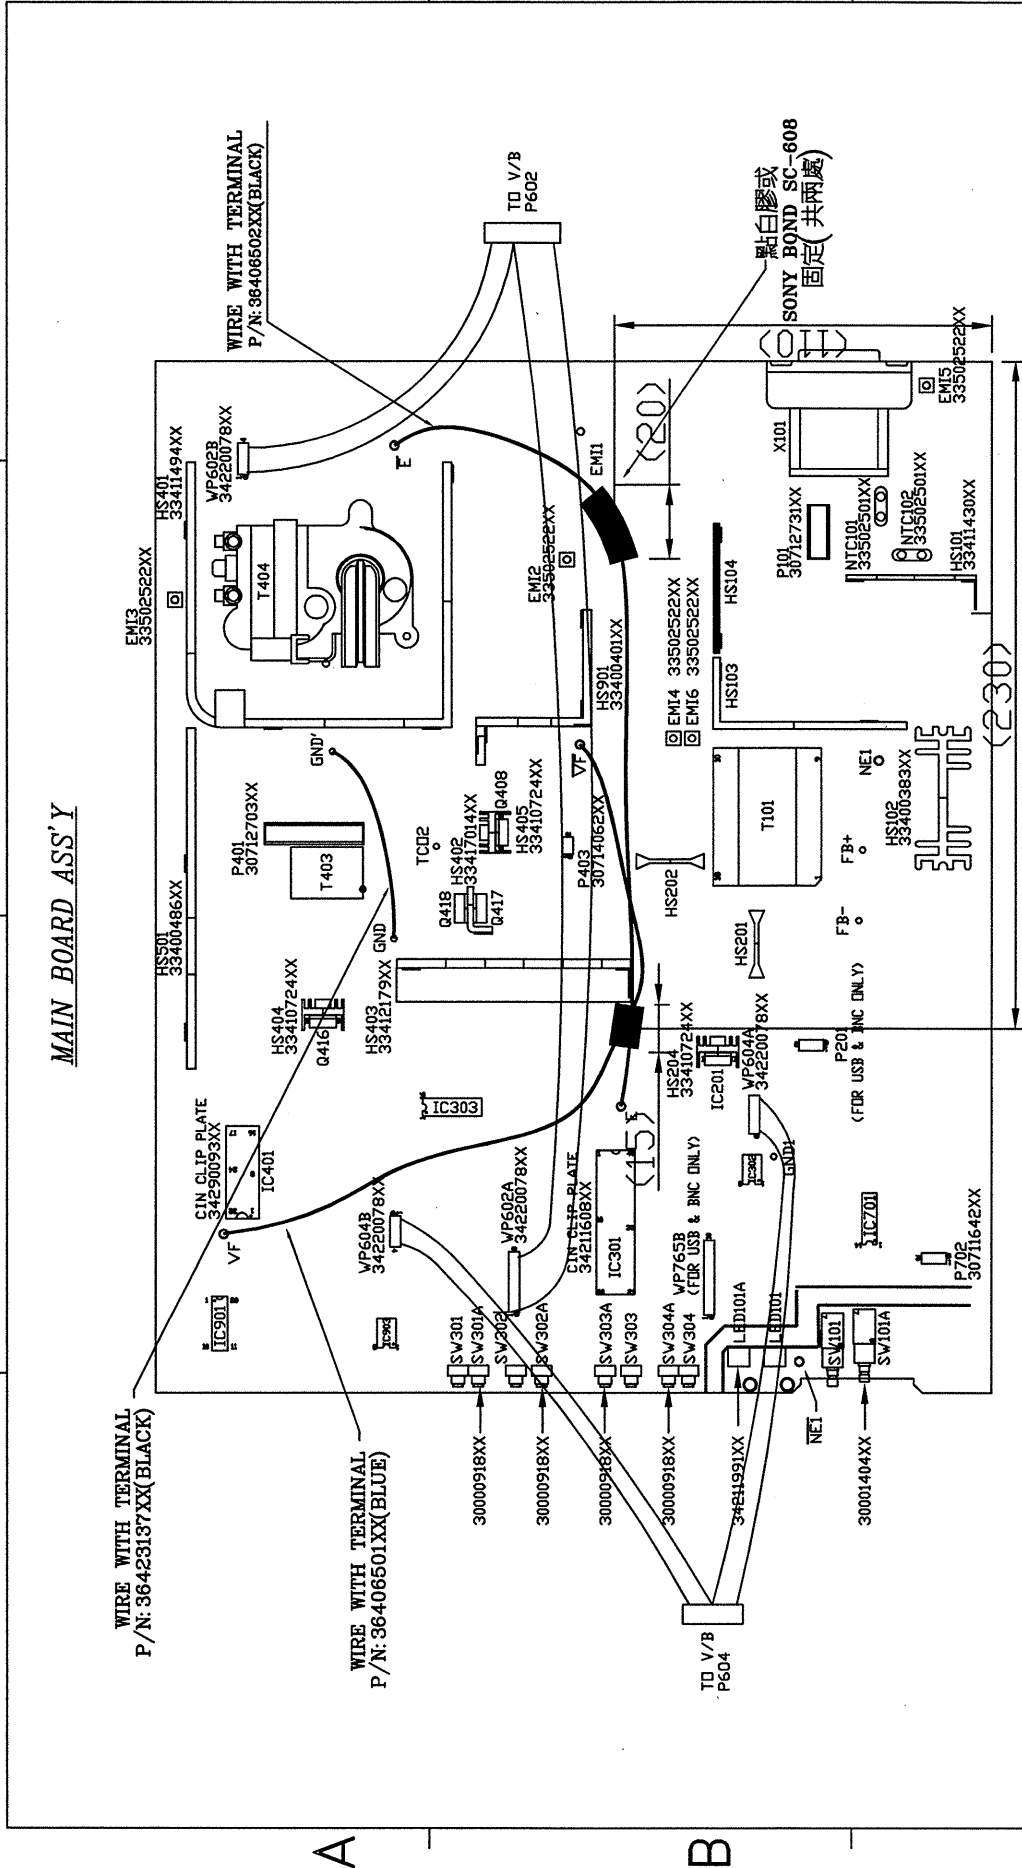 MAIN BOARD ASS'Y
WIRE WITH TERMINAL
P/N:36423137XX(BLACK)
WIRE WITH TERMINAL
P/N:36406501XX(BLUE)
WIRE WITH TERMINAL
P/N:36406502XX(BLACK)
TO V/B
P602
TO V/B
P604
點白膠或
SONY BOND SC-608
固定(共兩處)
HS501
33400486XX
EMI3
33502522XX
HS401
33411494XX
WP602B
34220078XX
P401
30712703XX
T403
T404
GND'
GND
E
TC02
HS404
33410724XX
Q416
HS403
33412179XX
HS402
33417014XX
Q418
Q417
Q408
HS405
33410724XX
CIN CLIP PLATE
34290093XX
IC401
IC303
VF
IC901
IC903
WP604B
34220078XX
WP602A
34220078XX
CIN CLIP PLATE
34211608XX
IC301
P403
30714062XX
VF
HS901
33400401XX
EMI2
33502522XX
EMI1
EMI4 33502522XX
EMI6 33502522XX
(20)
(110)
(15)
(230)
E
HS202
HS201
HS204
33410724XX
IC201
WP604A
34220078XX
WP765B
(FOR USB & BNC ONLY)
IC302
GND1
P201
(FOR USB & BNC ONLY)
T101
HS103
HS104
P101
30712731XX
X101
EMI5
33502522XX
NTC101
33502501XX
NTC102
33502501XX
HS101
33411430XX
NE1
HS102
33400383XX
FB+
FB-
IC701
P702
30711642XX
SW301
SW301A
SW302
SW302A
SW303A
SW303
SW304A
SW304
LED101A
LED101
SW101
SW101A
NE1
30000918XX
30000918XX
30000918XX
30000918XX
34211991XX
30001404XX
A
B